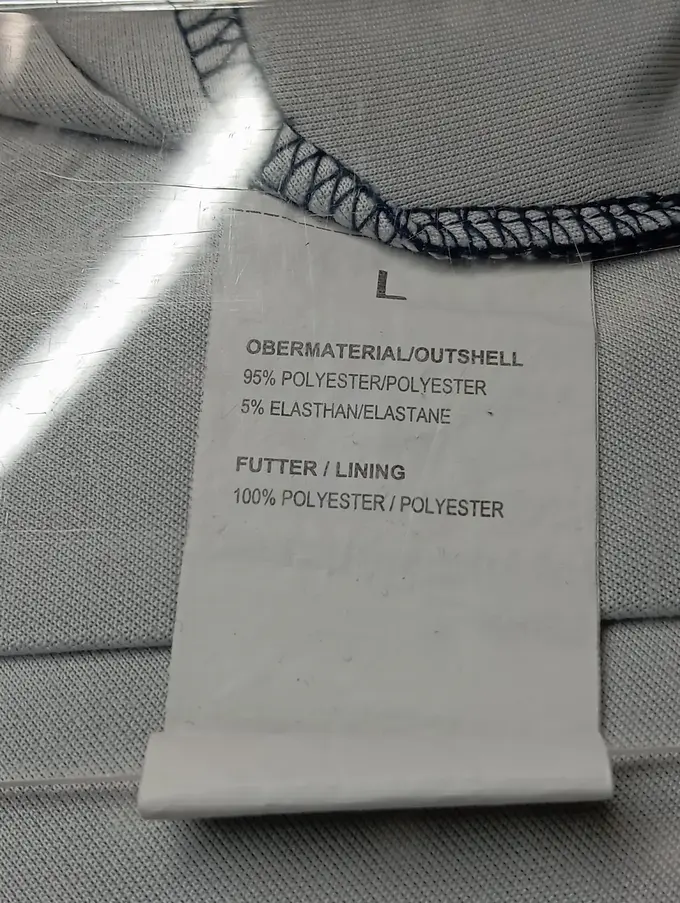 L
OBERMATERIAL/OUTSHELL
95% POLYESTER/POLYESTER
5% ELASTHAN/ELASTANE
FUTTER / LINING
100% POLYESTER / POLYESTER